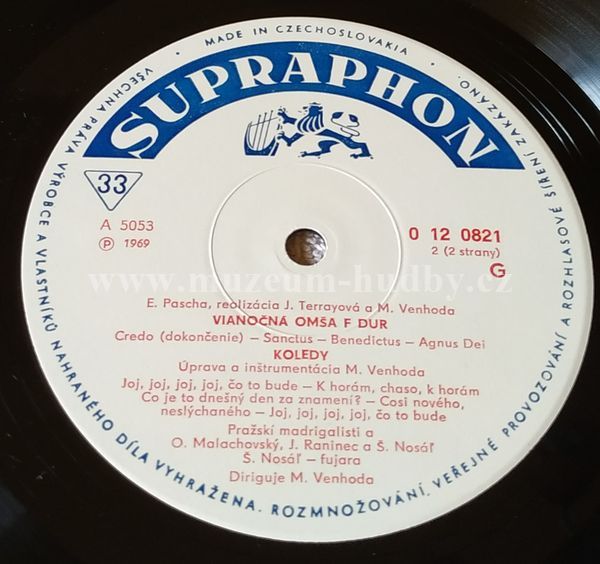 • MADE IN CZECHOSLOVAKIA •
SUPRAPHON
33
A 5053
Ⓟ 1969
0 12 0821
2 (2 strany)
G
www.muzeum-hudby.cz
E. Pascha, realizácia J. Terrayová a M. Venhoda
VIANOČNÁ OMŠA F DUR
Credo (dokončenie) – Sanctus – Benedictus – Agnus Dei
KOLEDY
Úprava a inštrumentácia M. Venhoda
Joj, joj, joj, joj, čo to bude – K horám, chaso, k horám
Co je to dnešný den za znamení? – Cosi nového,
neslýchaného – Joj, joj, joj, joj, čo to bude
Pražskí madrigalisti a
O. Malachovský, J. Raninec a Š. Nosáľ
Š. Nosáľ – fujara
Diriguje M. Venhoda
VŠECHNA PRÁVA VÝROBCE A VLASTNÍKŮ NAHRANÉHO DÍLA VYHRAŽENA. ROZMNOŽOVÁNÍ, VEŘEJNÉ PROVOZOVÁNÍ A ROZHLASOVÉ ŠÍŘENÍ ZAKÁZÁNO.